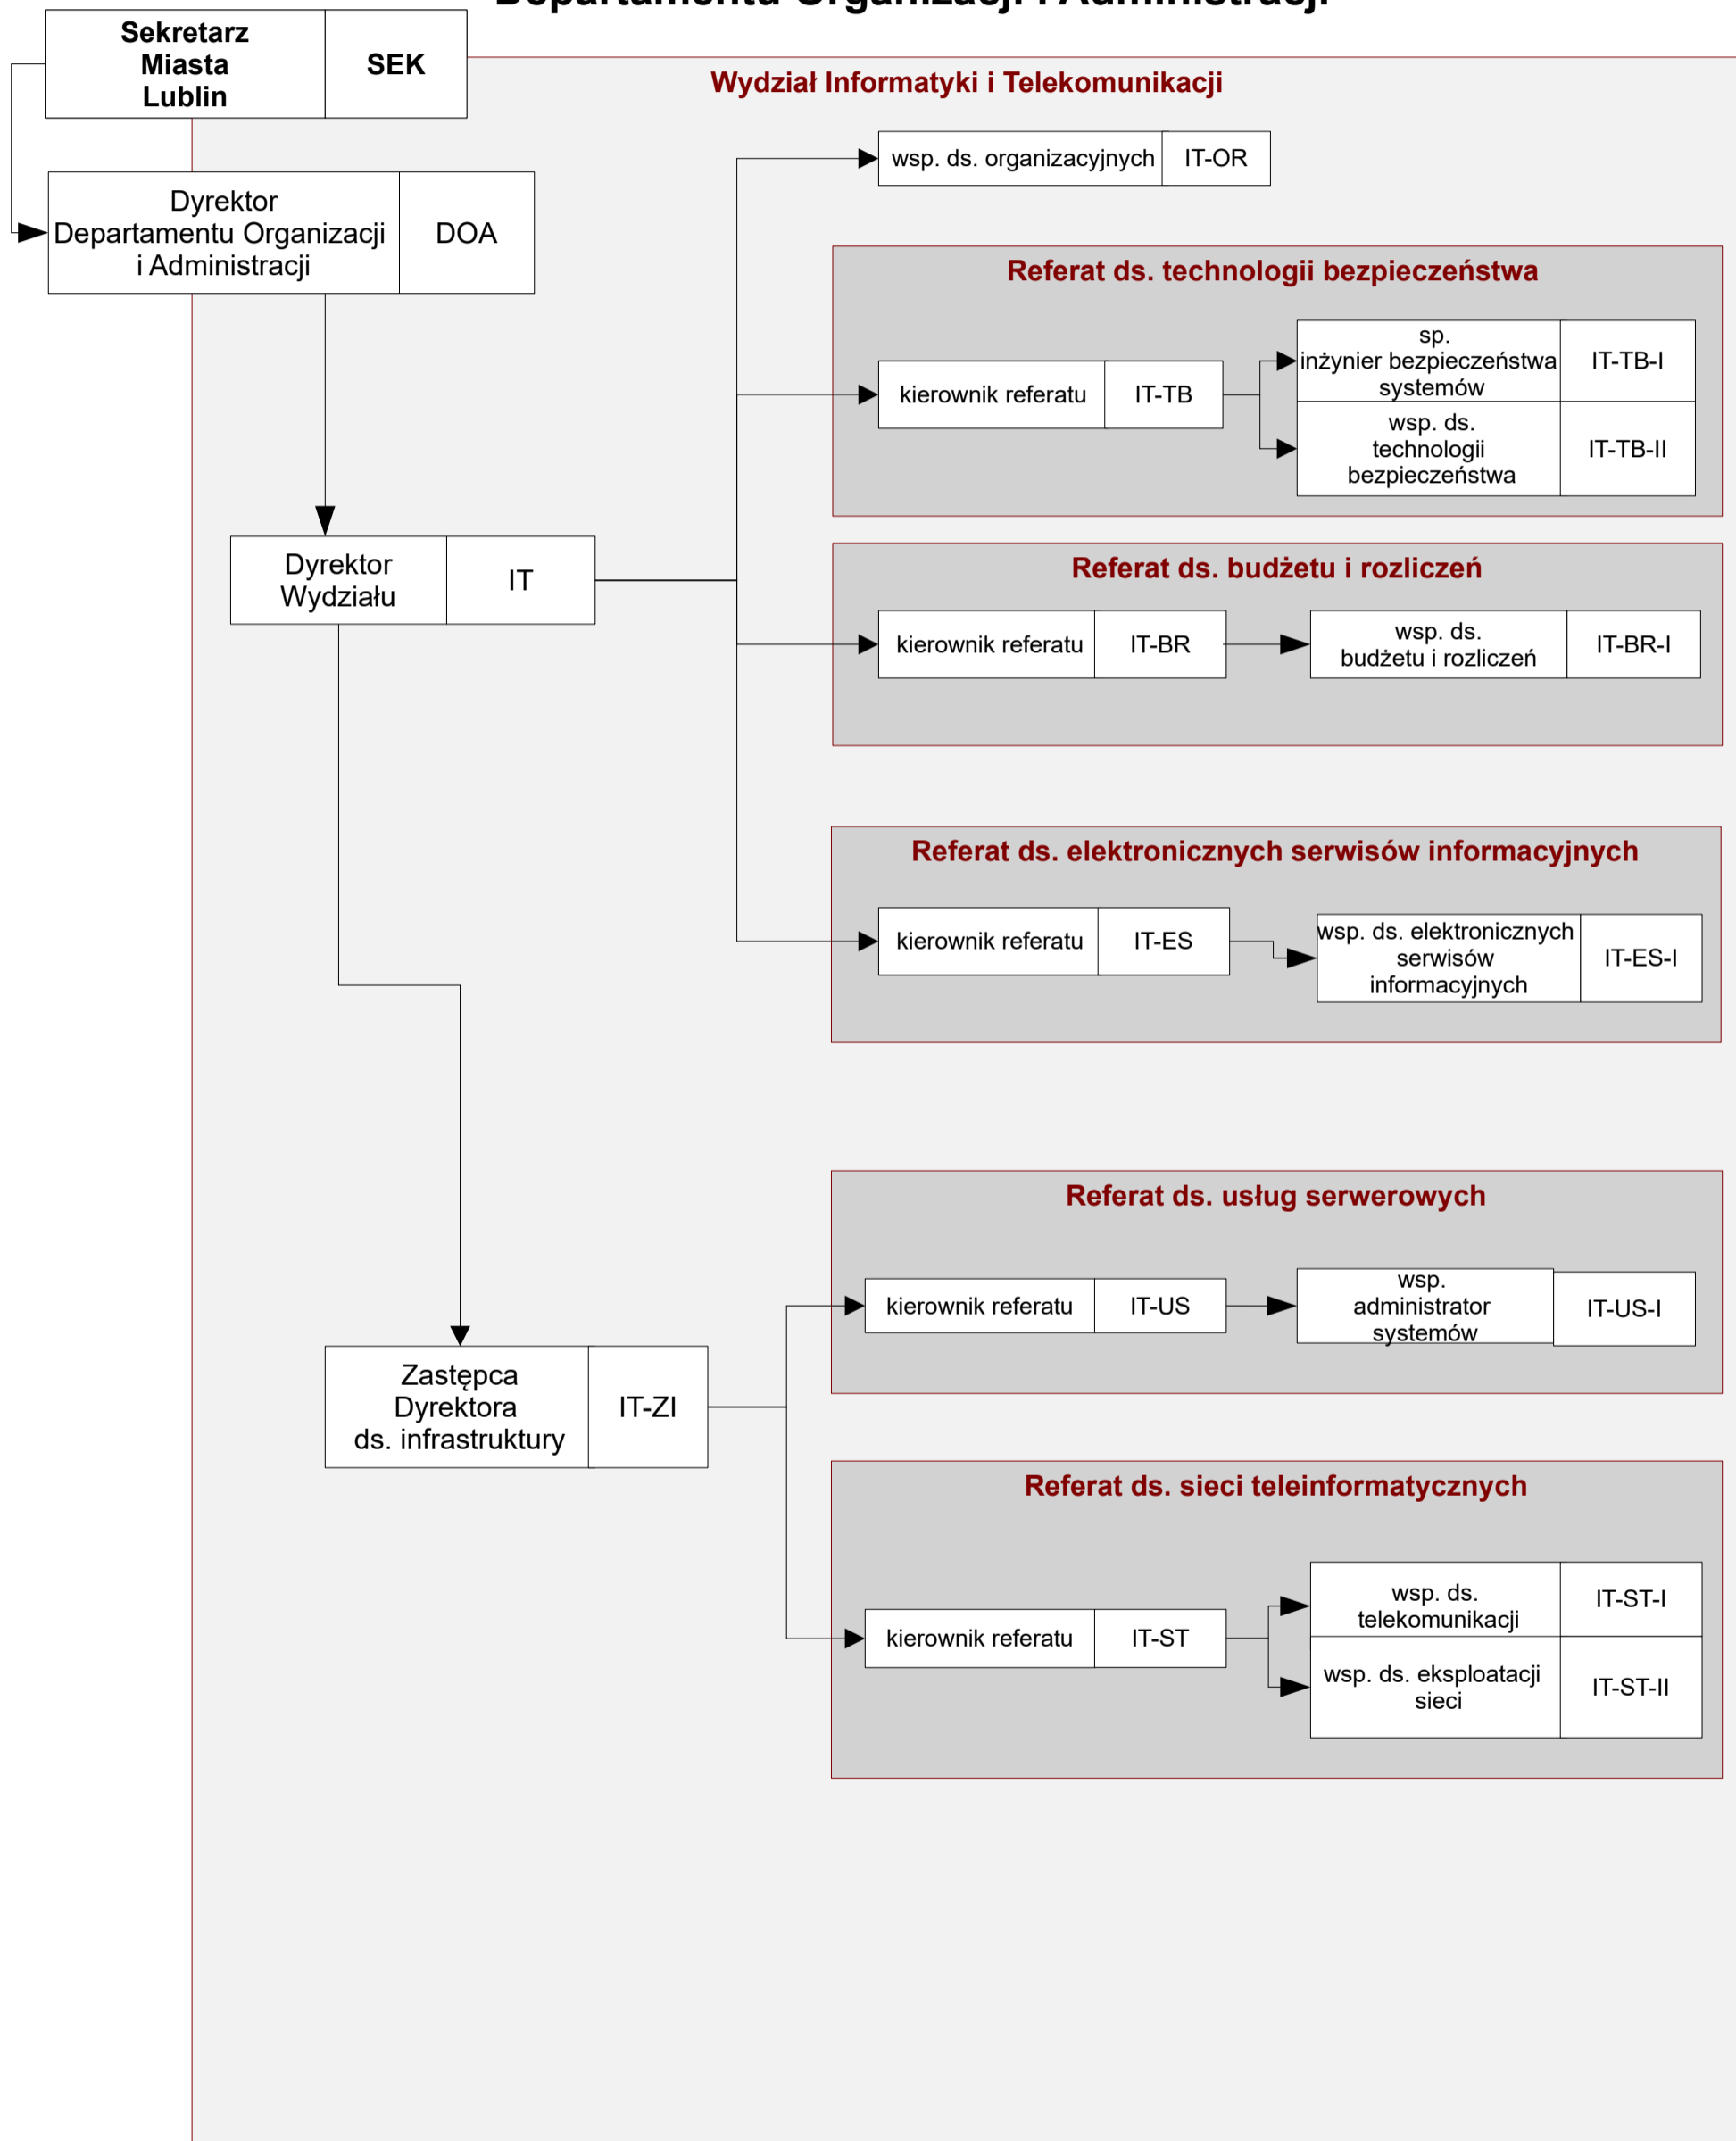 Departamentu Organizacji i Administracji
Sekretarz
Miasta
Lublin
SEK
Wydział Informatyki i Telekomunikacji
wsp. ds. organizacyjnych
IT-OR
Dyrektor
Departamentu Organizacji
i Administracji
DOA
Referat ds. technologii bezpieczeństwa
kierownik referatu
IT-TB
sp.
inżynier bezpieczeństwa
systemów
IT-TB-I
wsp. ds.
technologii
bezpieczeństwa
IT-TB-II
Dyrektor
Wydziału
IT
Referat ds. budżetu i rozliczeń
kierownik referatu
IT-BR
wsp. ds.
budżetu i rozliczeń
IT-BR-I
Referat ds. elektronicznych serwisów informacyjnych
kierownik referatu
IT-ES
wsp. ds. elektronicznych
serwisów
informacyjnych
IT-ES-I
Referat ds. usług serwerowych
kierownik referatu
IT-US
wsp.
administrator
systemów
IT-US-I
Zastępca
Dyrektora
ds. infrastruktury
IT-ZI
Referat ds. sieci teleinformatycznych
kierownik referatu
IT-ST
wsp. ds.
telekomunikacji
IT-ST-I
wsp. ds. eksploatacji
sieci
IT-ST-II